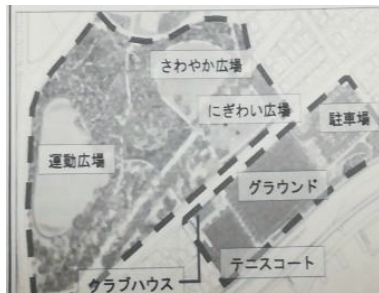 さわやか広場
にぎわい広場
駐車場
運動広場
グラウンド
テニスコート
クラブハウス